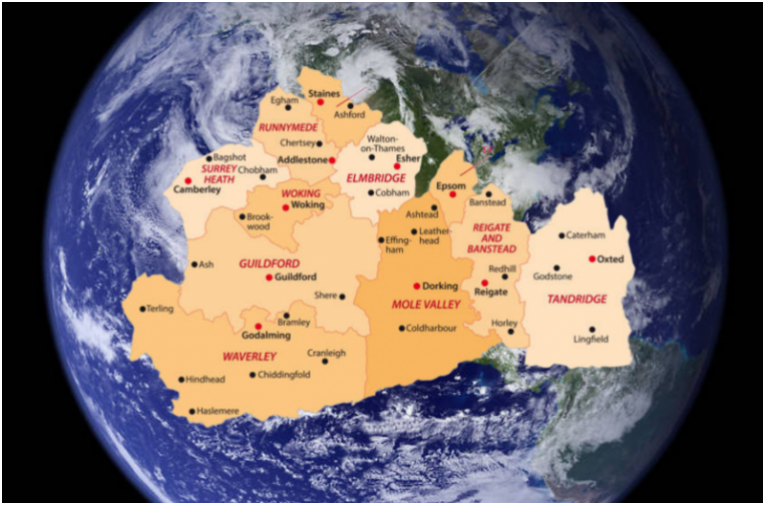 Staines
Egham
Ashford
RUNNYMEDE
Chertsey
Walton-
on-Thames
Addlestone
Esher
Bagshot
SURREY
HEATH
Chobham
ELMBRIDGE
Camberley
Cobham
WOKING
Woking
Brook-
wood
Epsom
Banstead
Ashtead
Leather-
head
Effing-
ham
REIGATE
AND
BANSTEAD
Caterham
Oxted
Godstone
Ash
GUILDFORD
Guildford
Redhill
Reigate
Dorking
MOLE VALLEY
TANDRIDGE
Shere
Terling
Bramley
Godalming
Coldharbour
Horley
Lingfield
WAVERLEY
Cranleigh
Chiddingfold
Hindhead
Haslemere